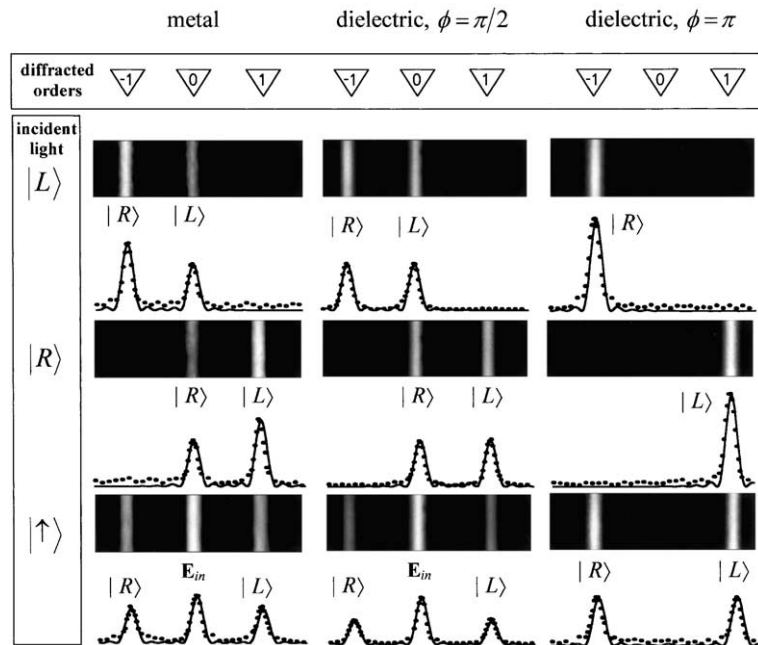 metal dielectric, ϕ = π/2 dielectric, ϕ = π
diffracted orders -1 0 1 -1 0 1 -1 0 1
incident light
|L⟩
|R⟩ |L⟩ |R⟩ |L⟩ |R⟩
|R⟩
|R⟩ |L⟩ |R⟩ |L⟩ |L⟩
|↑⟩
E_in E_in
|R⟩ |L⟩ |R⟩ |L⟩ |R⟩ |L⟩